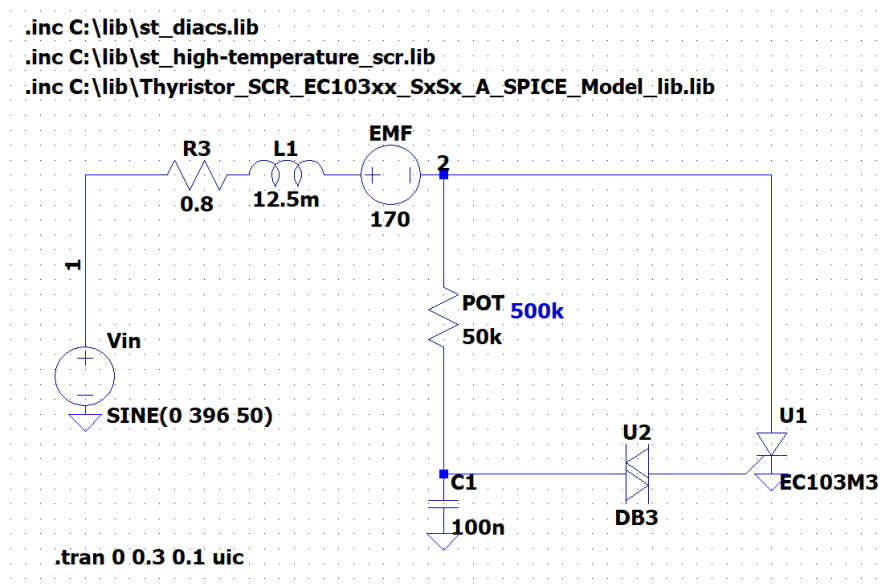 .inc C:\lib\st_diacs.lib
.inc C:\lib\st_high-temperature_scr.lib
.inc C:\lib\Thyristor_SCR_EC103xx_SxSx_A_SPICE_Model_lib.lib
EMF
R3
L1
2
0.8
12.5m
170
1
POT
500k
50k
Vin
SINE(0 396 50)
U1
U2
C1
EC103M3
DB3
100n
.tran 0 0.3 0.1 uic